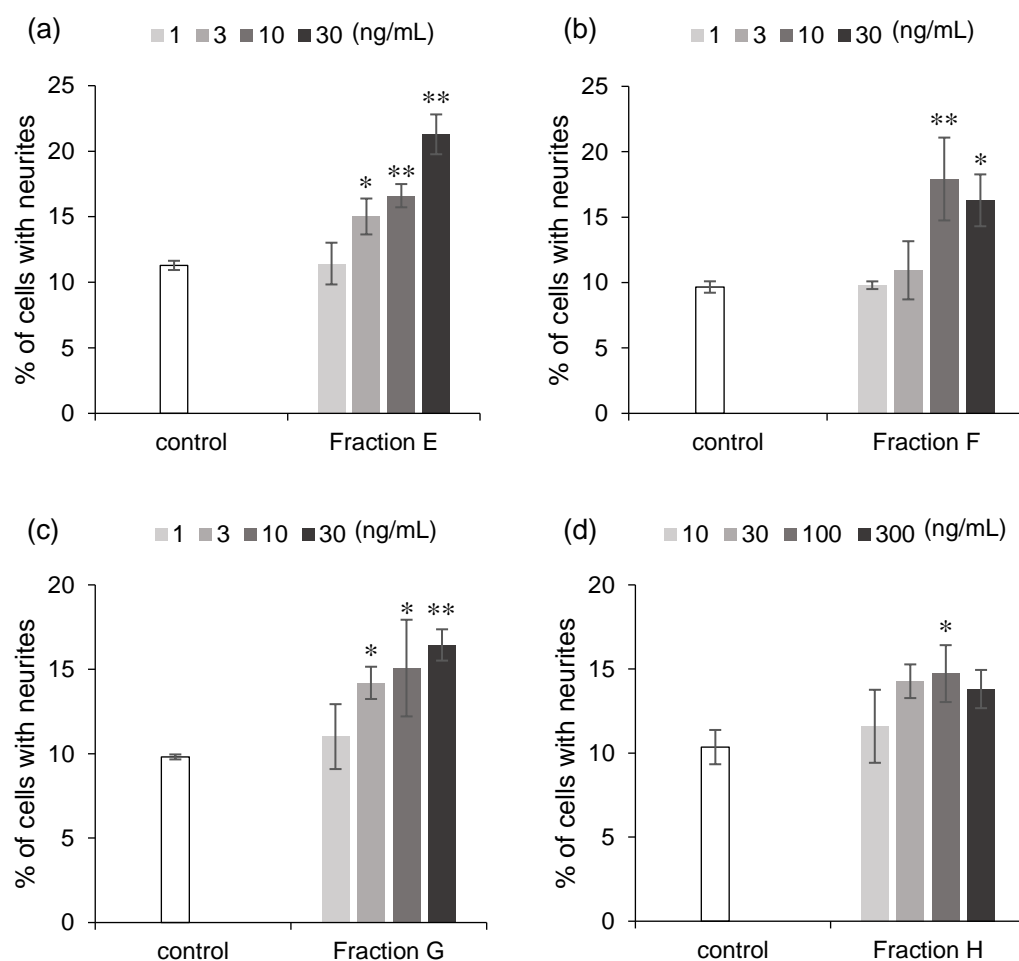 (a)
1 3 10 30 (ng/mL)
% of cells with neurites
25
** 
20
* **
15
10
5
0
control Fraction E
(b)
1 3 10 30 (ng/mL)
% of cells with neurites
25
20
** *
15
10
5
0
control Fraction F
(c)
1 3 10 30 (ng/mL)
% of cells with neurites
20
* * **
15
10
5
0
control Fraction G
(d)
10 30 100 300 (ng/mL)
% of cells with neurites
20
*
15
10
5
0
control Fraction H